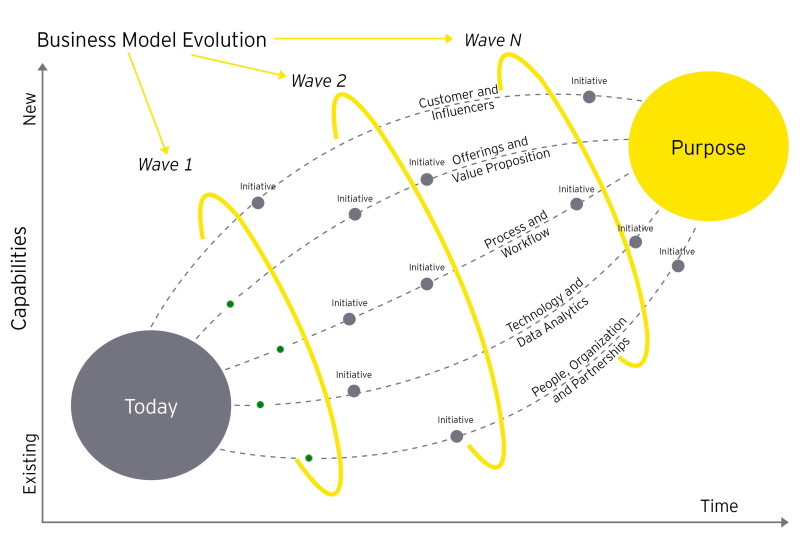 Business Model Evolution
Wave N
Wave 2
Wave 1
New
Capabilities
Existing
Time
Today
Purpose
Customer and
Influencers
Offerings and
Value Proposition
Process and
Workflow
Technology and
Data Analytics
People, Organization
and Partnerships
Initiative
Initiative
Initiative
Initiative
Initiative
Initiative
Initiative
Initiative
Initiative
Initiative
Initiative